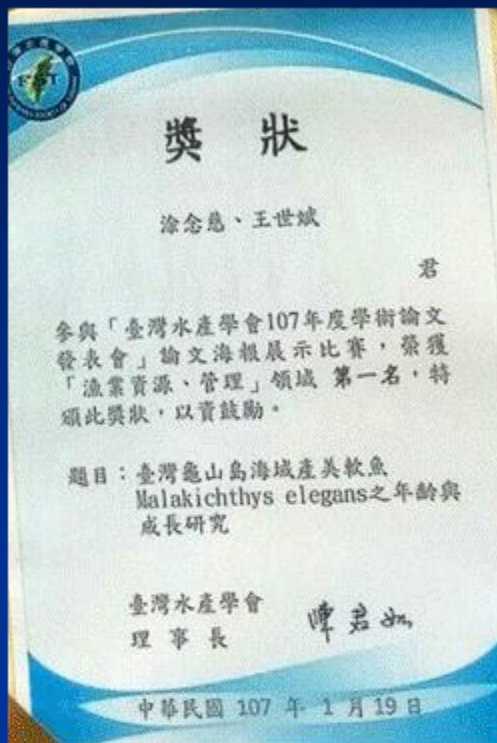 獎狀
涂念慈、王世斌
君
參與「臺灣水產學會107年度學術論文
發表會」論文海報展示比賽,榮獲
「漁業資源、管理」領域 第一名,特
頒此獎狀,以資鼓勵。
題目:臺灣龜山島海域產美軟魚
Malakichthys elegans之年齡與
成長研究
臺灣水產學會
理事長 陳君如
中華民國 107 年 1 月 19 日